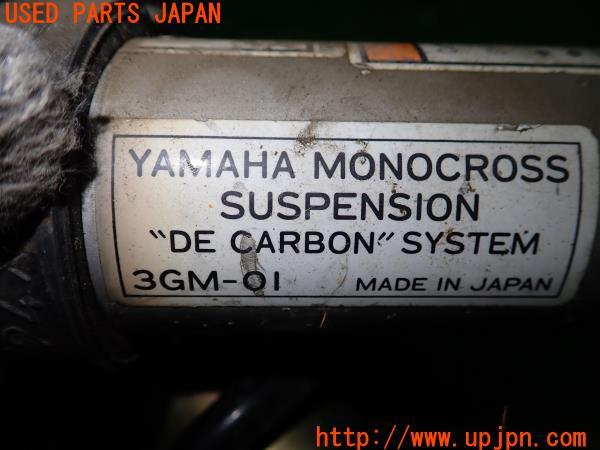 USED PARTS JAPAN
YAMAHA MONOCROSS
SUSPENSION
"DE CARBON" SYSTEM
3GM-01 MADE IN JAPAN
http://www.upjpn.com